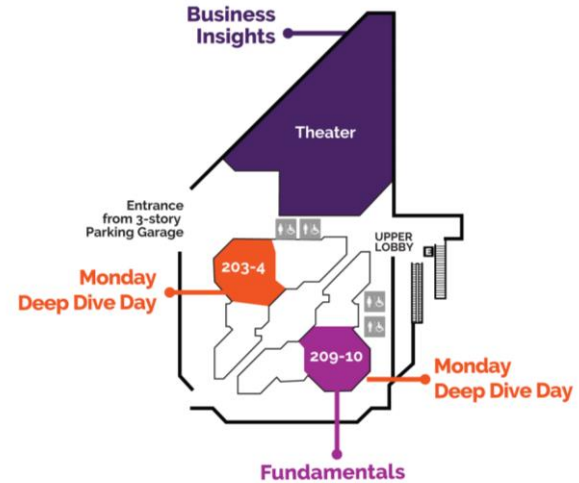 Business
Insights
Theater
Entrance
from 3-story
Parking Garage
UPPER
LOBBY
E
203-4
Monday
Deep Dive Day
209-10
Monday
Deep Dive Day
Fundamentals